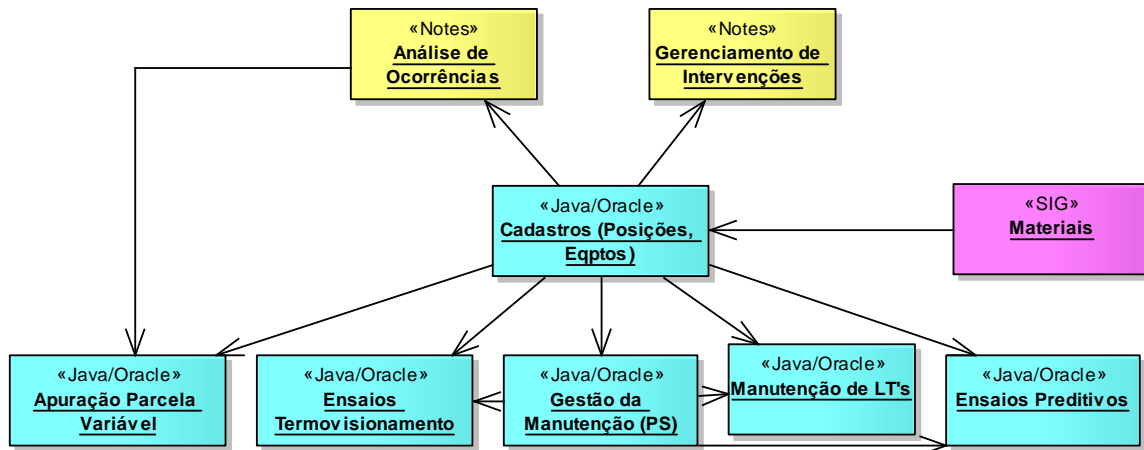 «Notes»
Análise de
Ocorrências
«Notes»
Gerenciamento de
Intervenções
«Java/Oracle»
Cadastros (Posições,
Eqptos)
«SIG»
Materiais
«Java/Oracle»
Apuração Parcela
Variável
«Java/Oracle»
Ensaios
Termovisionamento
«Java/Oracle»
Gestão da
Manutenção (PS)
«Java/Oracle»
Manutenção de LT's
«Java/Oracle»
Ensaios Preditivos